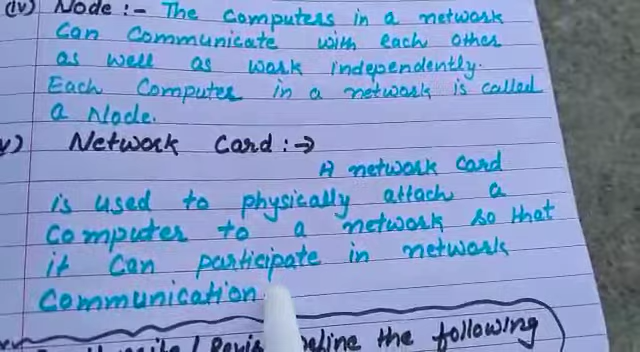 (iv) Node :- The Computers in a network
Can Communicate with each other
as well as work independently.
Each Computer in a network is called
a Node.
v) Network Card :→
A network Card
is used to physically attach a
Computer to a network so that
it Can participate in network
Communication.
define the following